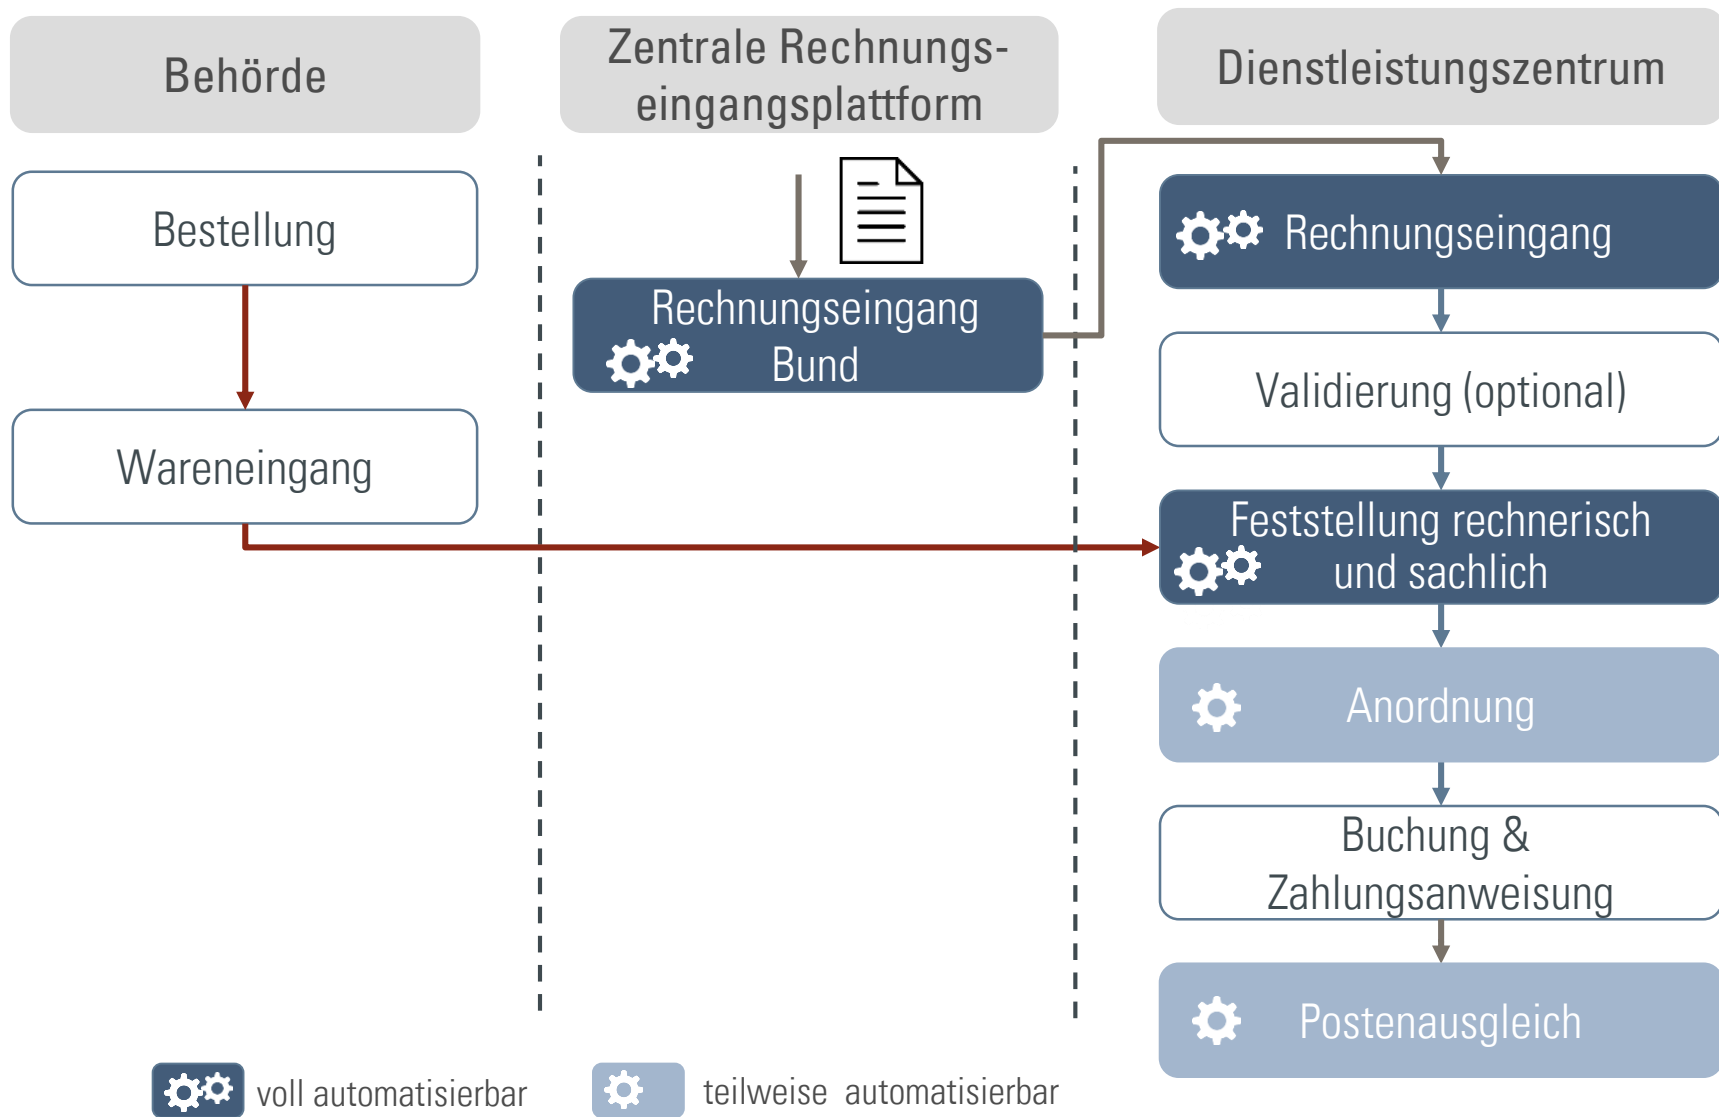 Behörde
Zentrale Rechnungs-
eingangsplattform
Dienstleistungszentrum
Bestellung
Wareneingang
Rechnungseingang
Bund
Rechnungseingang
Validierung (optional)
Feststellung rechnerisch
und sachlich
Anordnung
Buchung &
Zahlungsanweisung
Postenausgleich
voll automatisierbar
teilweise automatisierbar